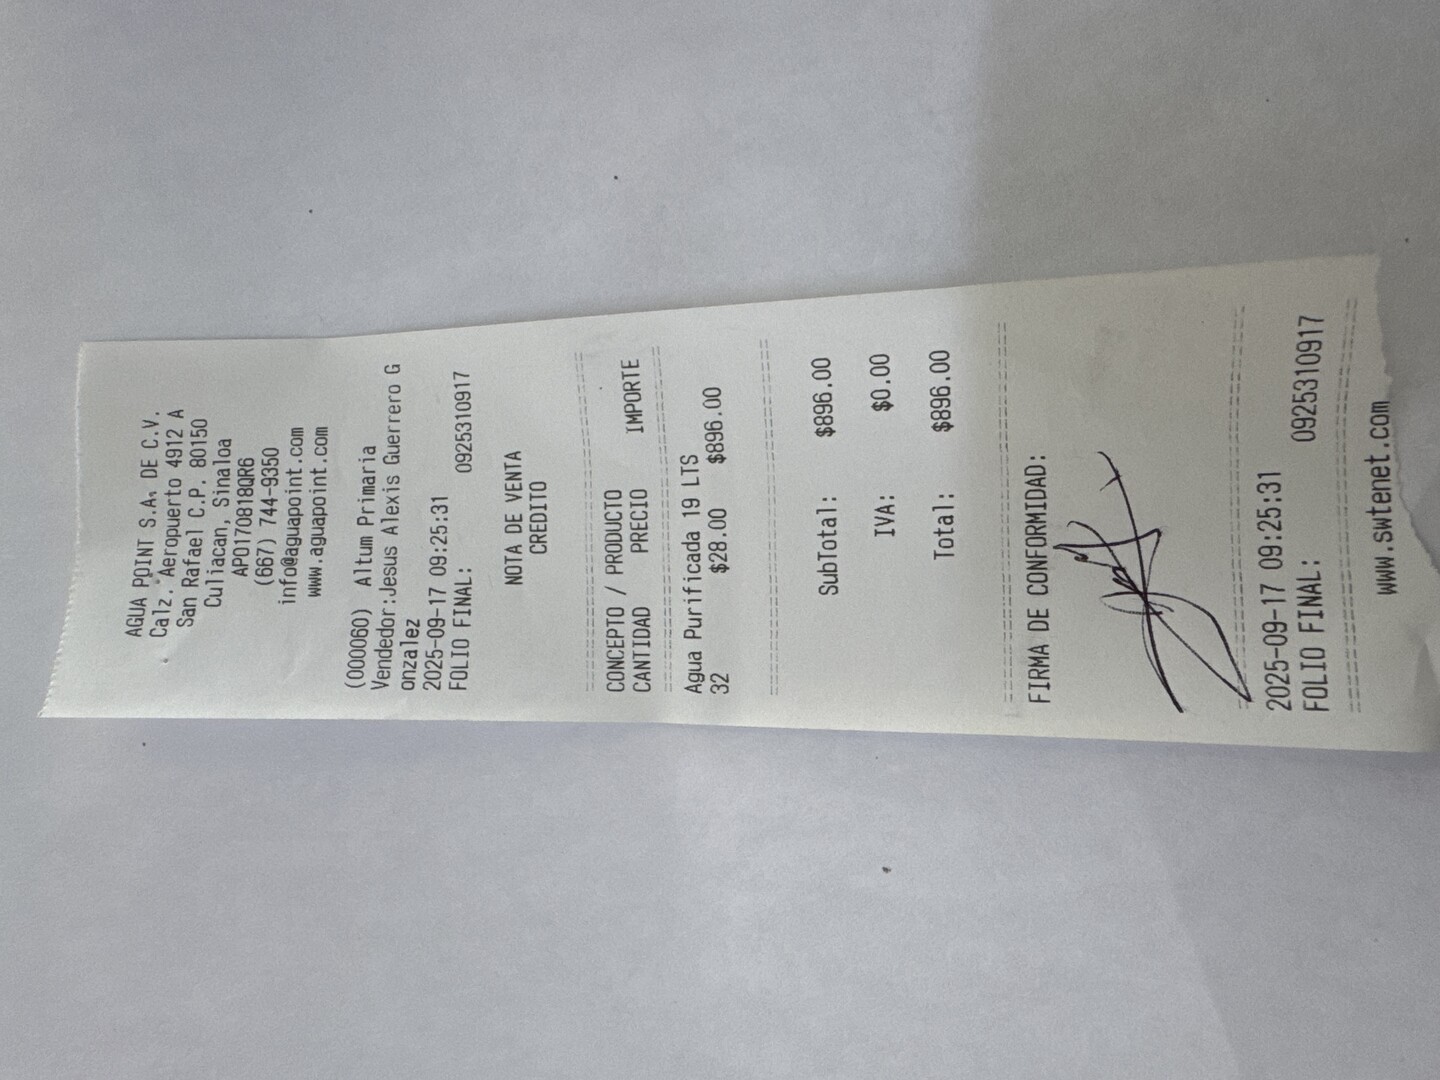 AGUA POINT S.A. DE C.V.
Calz. Aeropuerto 4912 A
San Rafael C.P. 80150
Culiacan, Sinaloa
APO170818QR6
(667) 744-9350
info@aguapoint.com
www.aguapoint.com
(000060) Altum Primaria
Vendedor:Jesus Alexis Guerrero G
onzalez
2025-09-17 09:25:31
FOLIO FINAL: 0925310917
NOTA DE VENTA
CREDITO
CONCEPTO / PRODUCTO
CANTIDAD PRECIO IMPORTE
Agua Purificada 19 LTS
32 $28.00 $896.00
SubTotal: $896.00
IVA: $0.00
Total: $896.00
FIRMA DE CONFORMIDAD:
2025-09-17 09:25:31
FOLIO FINAL: 0925310917
www.swtenet.com